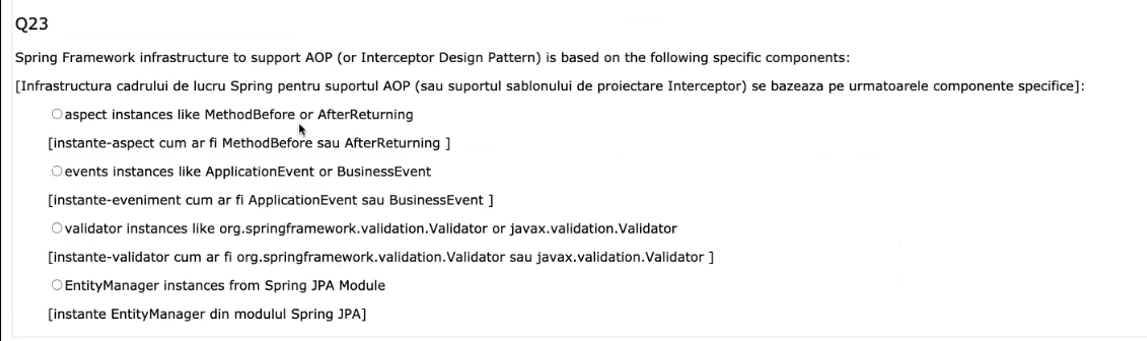 Q23
Spring Framework infrastructure to support AOP (or Interceptor Design Pattern) is based on the following specific components:
[Infrastructura cadrului de lucru Spring pentru suportul AOP (sau suportul sablonului de proiectare Interceptor) se bazeaza pe urmatoarele componente specifice]:
aspect instances like MethodBefore or AfterReturning
[instante-aspect cum ar fi MethodBefore sau AfterReturning ]
events instances like ApplicationEvent or BusinessEvent
[instante-eveniment cum ar fi ApplicationEvent sau BusinessEvent ]
validator instances like org.springframework.validation.Validator or javax.validation.Validator
[instante-validator cum ar fi org.springframework.validation.Validator sau javax.validation.Validator ]
EntityManager instances from Spring JPA Module
[instante EntityManager din modulul Spring JPA]